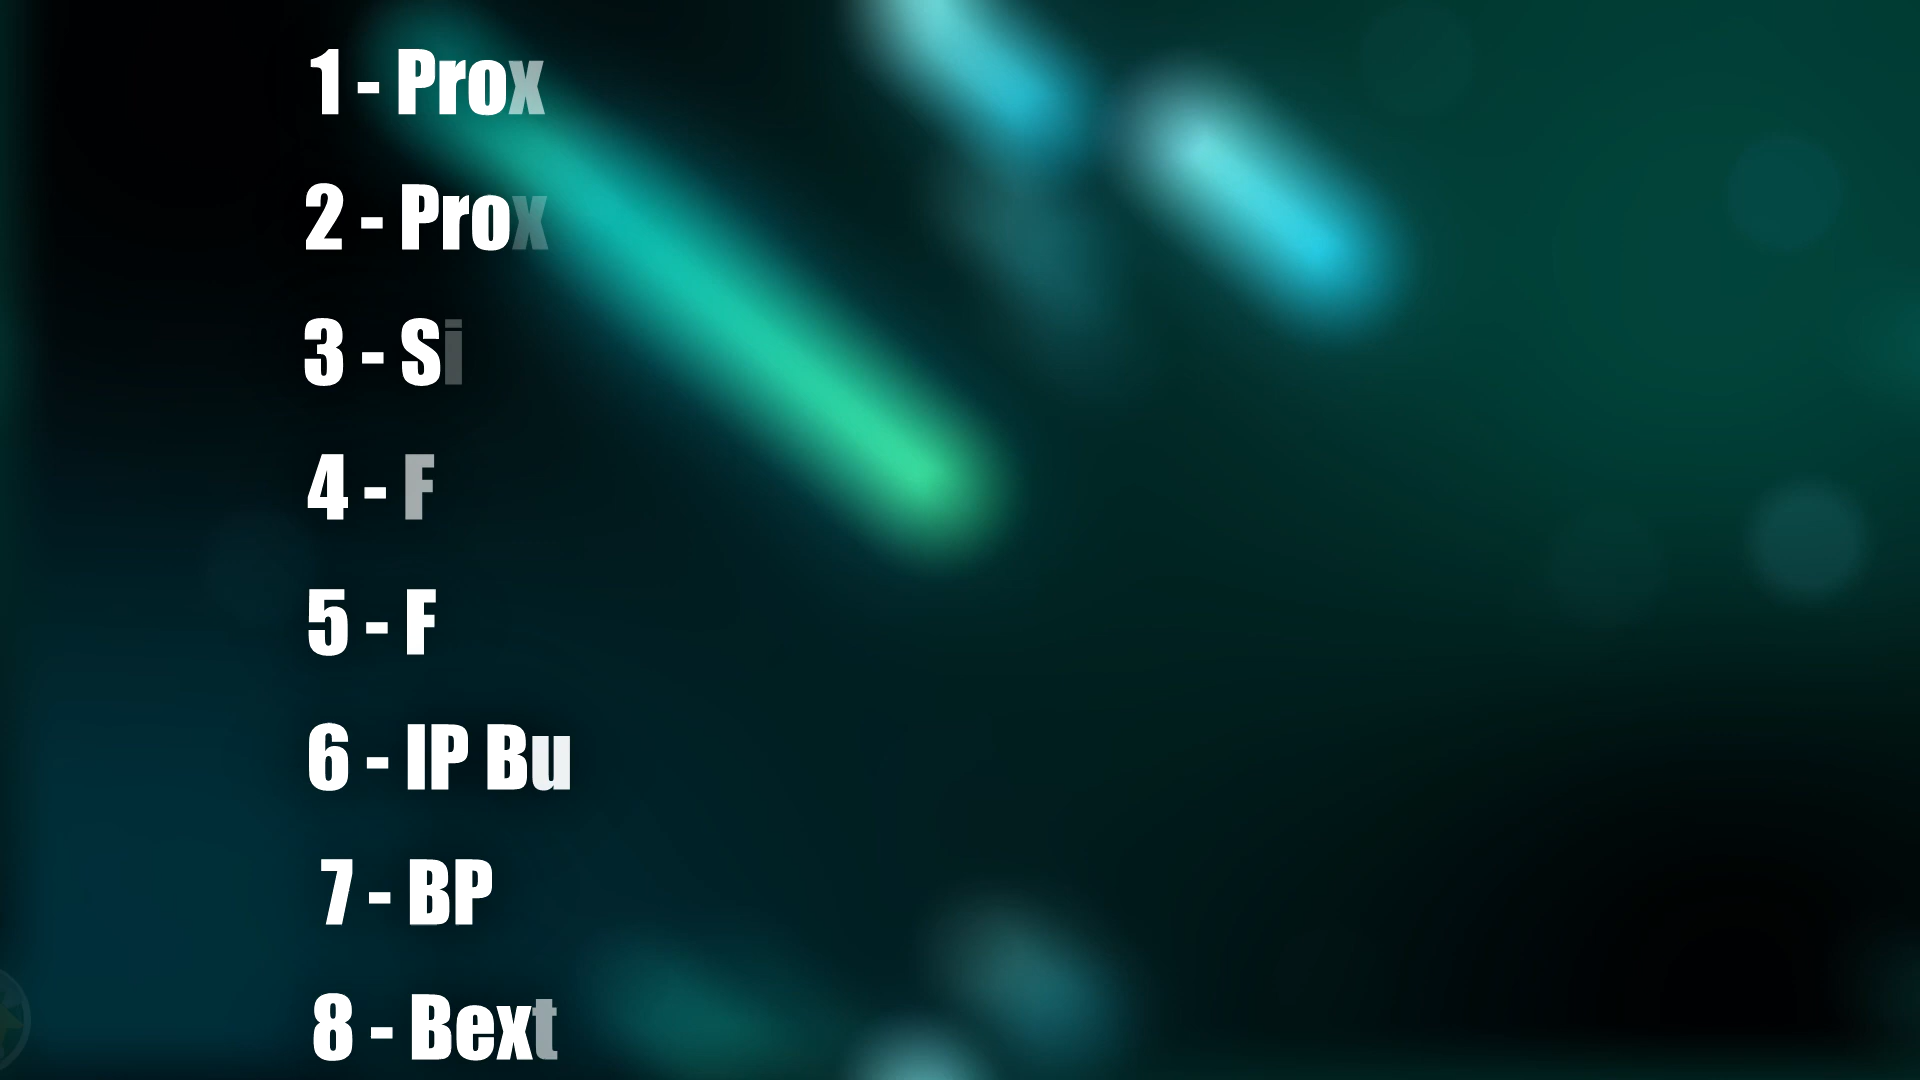 1 - Prox
2 - Prox
3 - Si
4 - F
5 - F
6 - IP Bu
7 - BP
8 - Bext